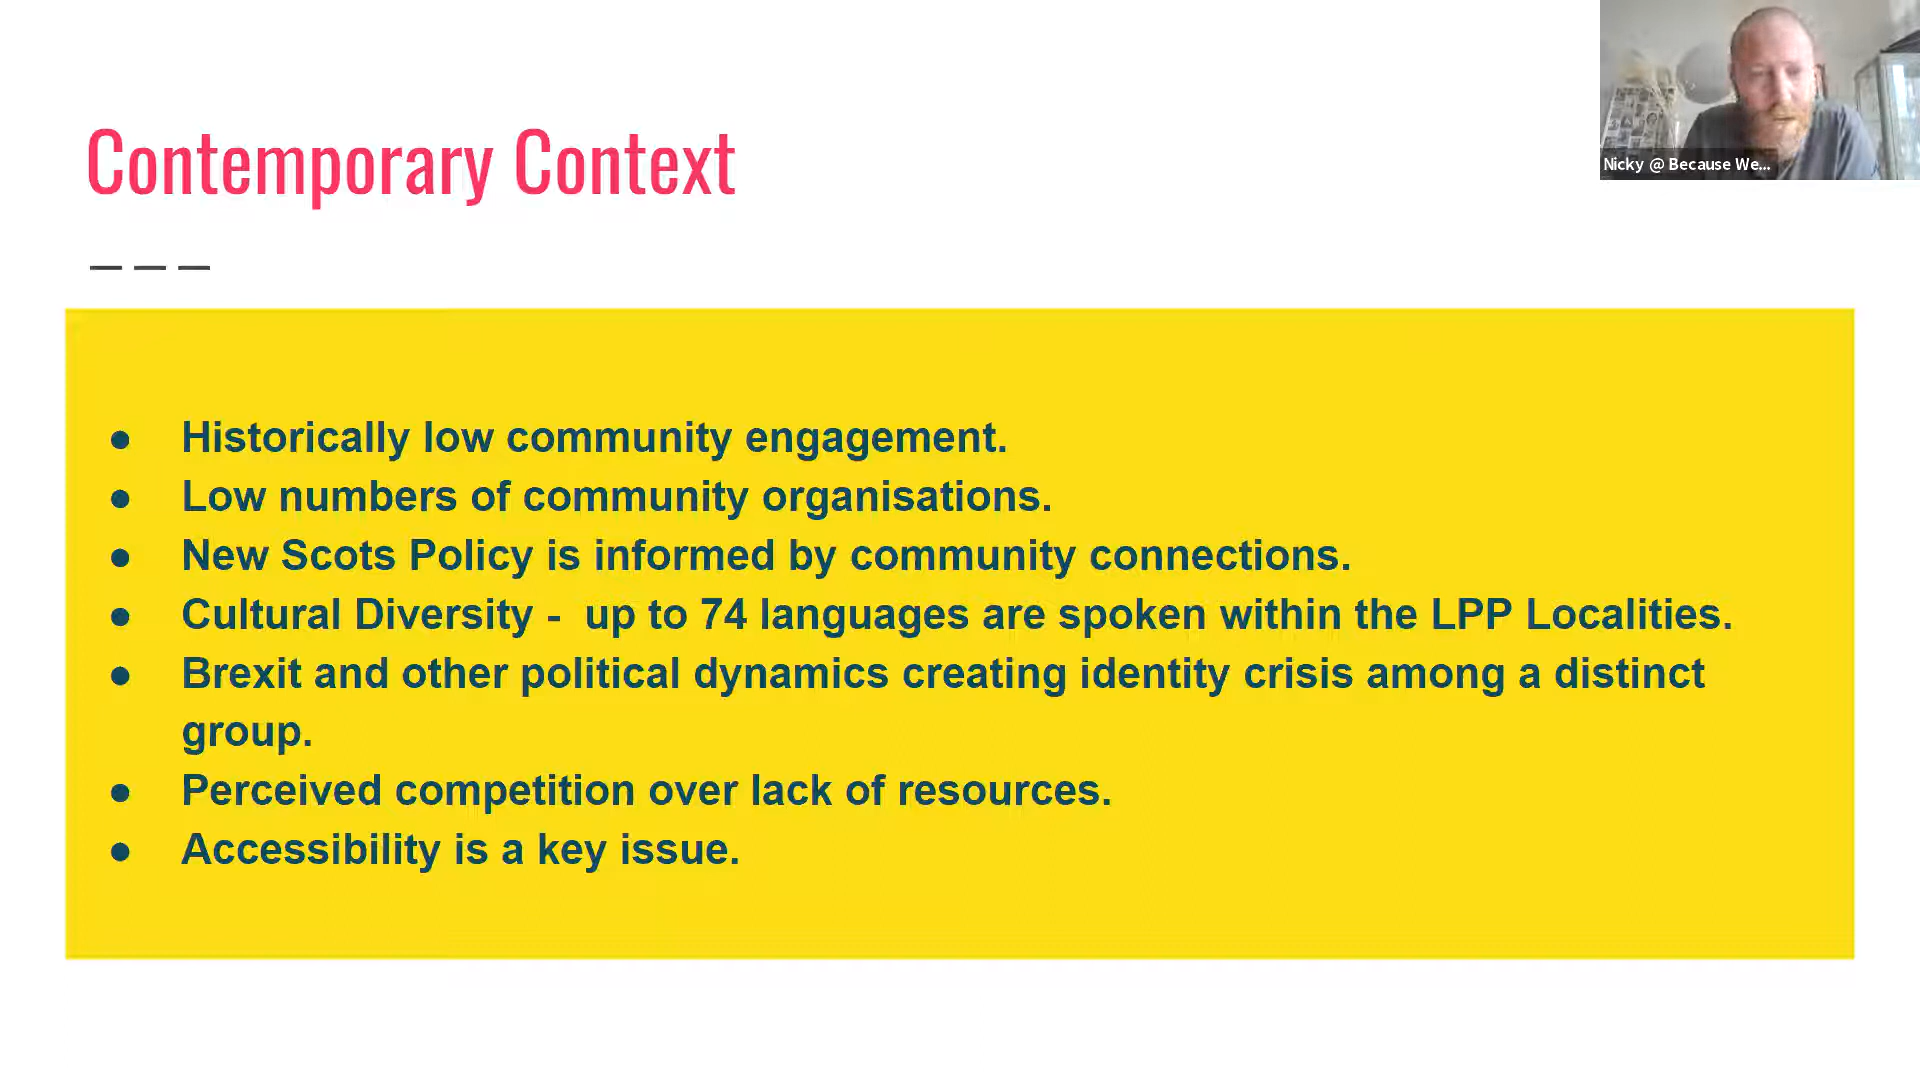 Contemporary Context
Nicky @ Because We...
● Historically low community engagement.
● Low numbers of community organisations.
● New Scots Policy is informed by community connections.
● Cultural Diversity -  up to 74 languages are spoken within the LPP Localities.
● Brexit and other political dynamics creating identity crisis among a distinct
group.
● Perceived competition over lack of resources.
● Accessibility is a key issue.